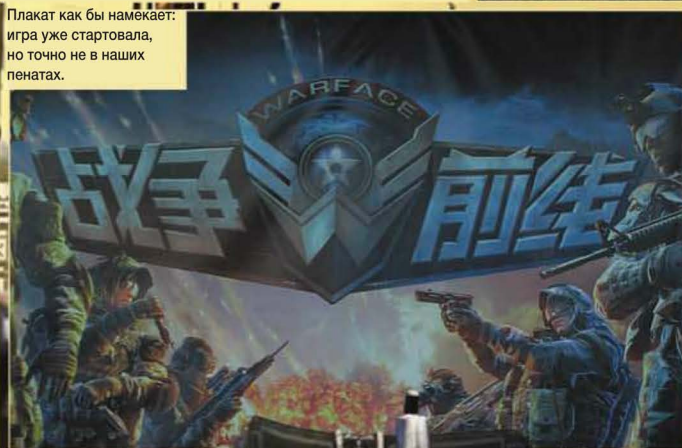 Плакат как бы намекает:
игра уже стартовала,
но точно не в наших
пенатах.
WARFACE
战争前线